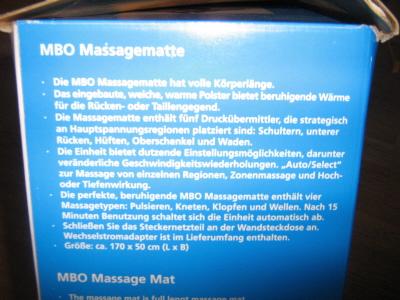 MBO Massagematte
· Die MBO Massagematte hat volle Körperlänge.
· Das eingebaute, weiche, warme Polster bietet beruhigende Wärme
für die Rücken- oder Taillengegend.
· Die Massagematte enthält fünf Druckübermittler, die strategisch
an Hauptspannungsregionen platziert sind: Schultern, unterer
Rücken, Hüften, Oberschenkel und Waden.
· Die Einheit bietet dutzende Einstellungsmöglichkeiten, darunter
veränderliche Geschwindigkeitswiederholungen. „Auto/Select"
zur Massage von einzelnen Regionen, Zonenmassage und Hoch-
oder Tiefenwirkung.
· Die perfekte, beruhigende MBO Massagematte enthält vier
Massagetypen: Pulsieren, Kneten, Klopfen und Wellen. Nach 15
Minuten Benutzung schaltet sich die Einheit automatisch ab.
· Schließen Sie das Steckernetzteil an der Wandsteckdose an.
Wechselstromadapter ist im Lieferumfang enthalten.
· Größe: ca. 170 x 50 cm (L x B)
MBO Massage Mat
· The massage mat is full lengt massage mat